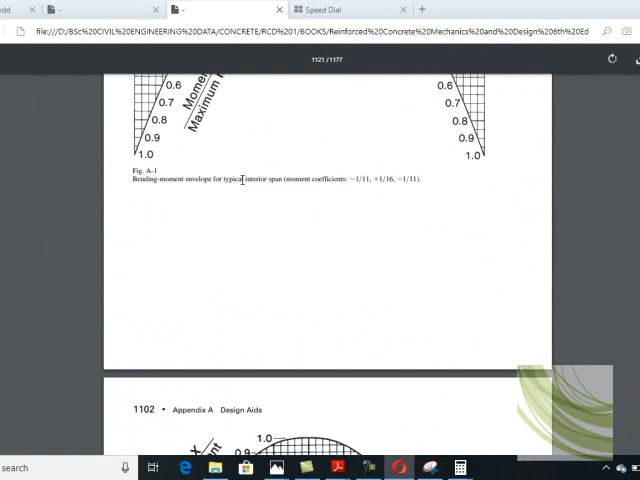 ndd
-
-
Speed Dial
file:///D:/BSc%20CIVIL%20ENGINEERING%20DATA/CONCRETE/RCD%201/BOOKS/Reinforced%20Concrete%20Mechanics%20and%20Design%206th%20Ed
1121 / 1177
0.6
0.7
0.8
0.9
1.0
Maximum
0.6
0.7
0.8
0.9
1.0
Fig. A-1
Bending-moment envelope for typical interior span (moment coefficients: −1/11, +1/16, −1/11).
1102 • Appendix A Design Aids
1.0
0.9
search